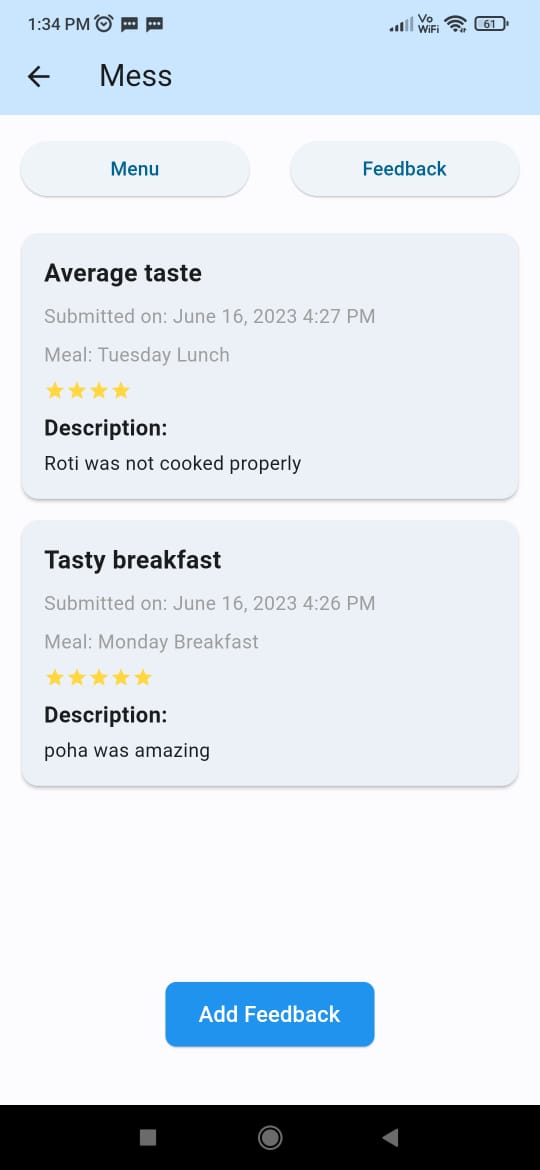 1:34 PM
Vo
WiFi
61
Mess
Menu
Feedback
Average taste
Submitted on: June 16, 2023 4:27 PM
Meal: Tuesday Lunch
Description:
Roti was not cooked properly
Tasty breakfast
Submitted on: June 16, 2023 4:26 PM
Meal: Monday Breakfast
Description:
poha was amazing
Add Feedback